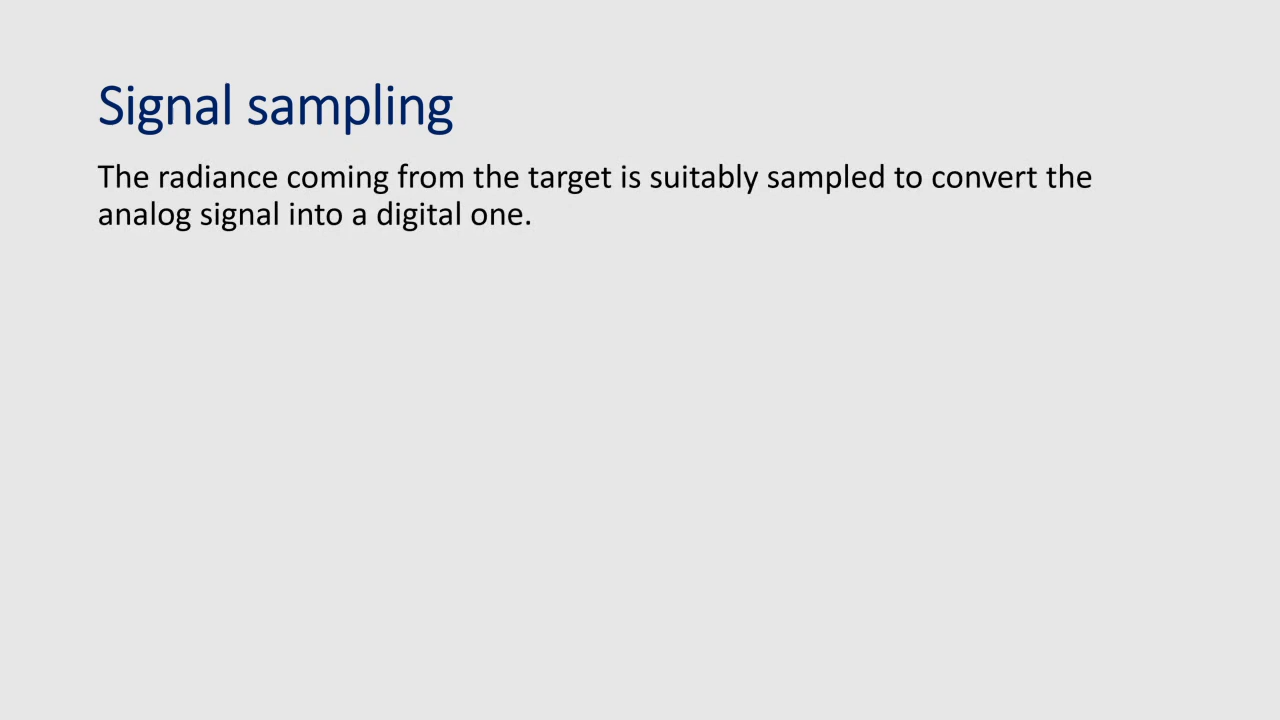 Signal sampling
The radiance coming from the target is suitably sampled to convert the
analog signal into a digital one.